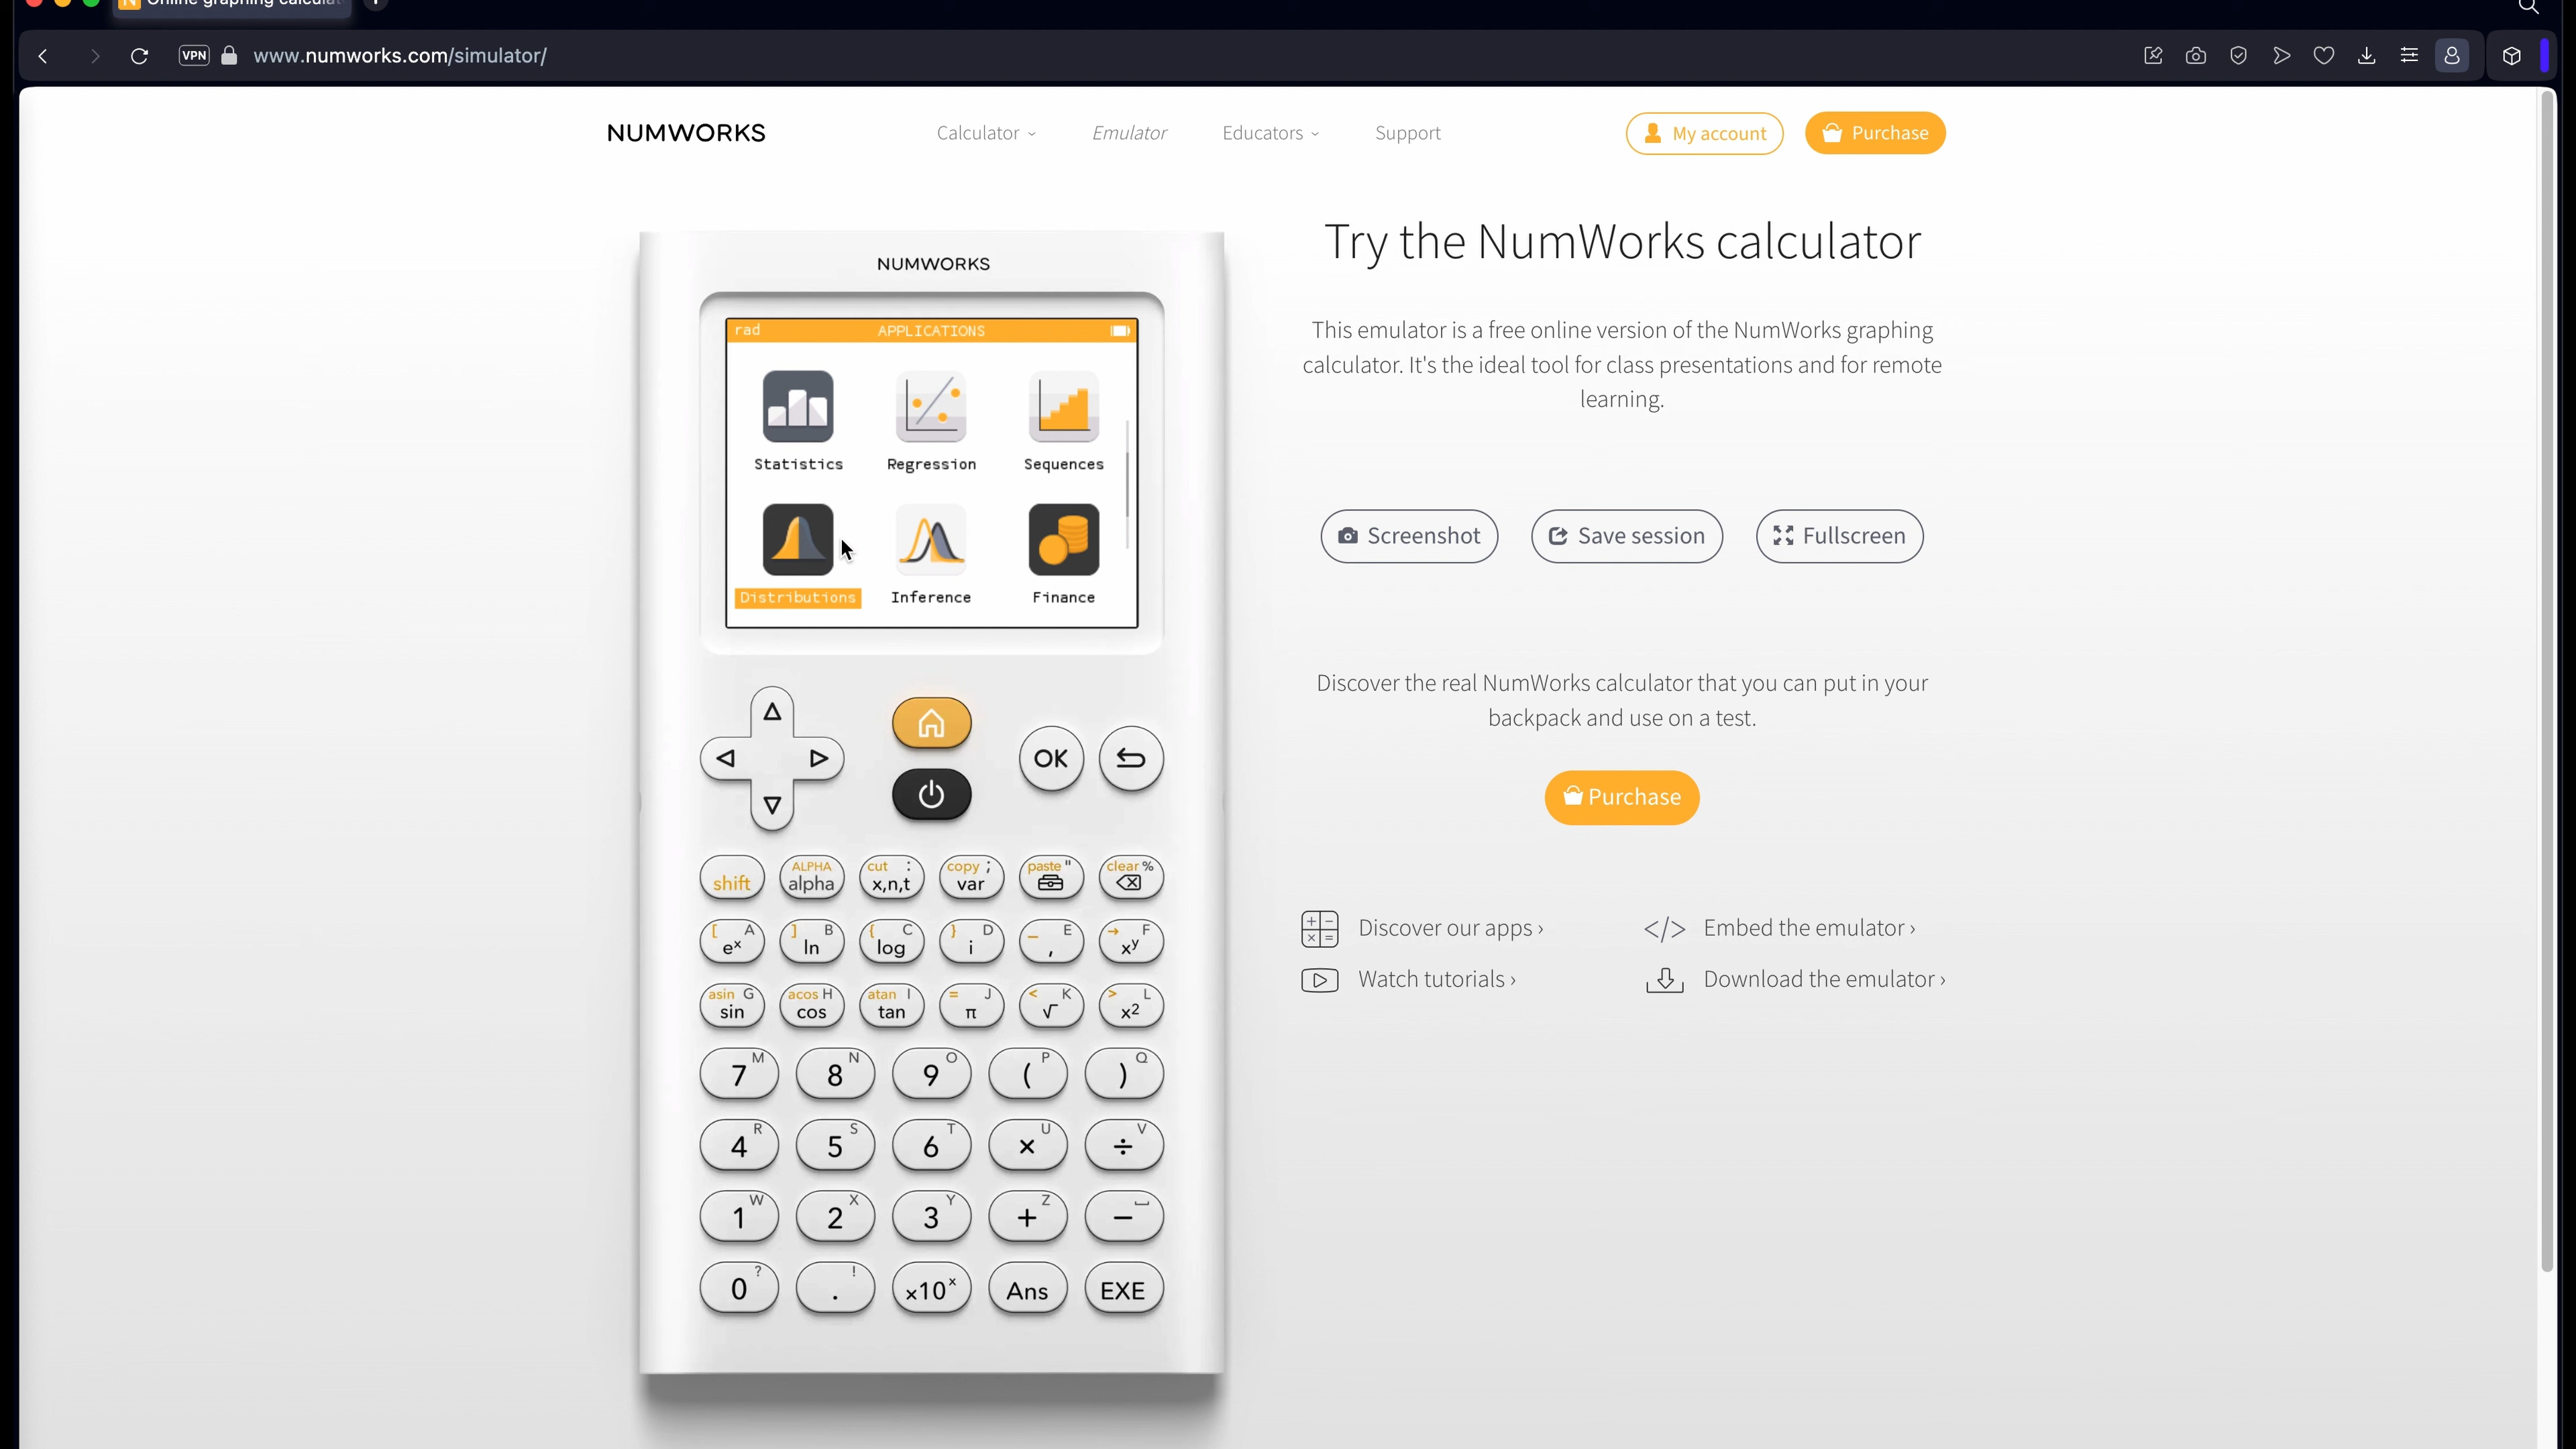 Online graphing calculat
VPN www.numworks.com/simulator/
NUMWORKS Calculator Emulator Educators Support My account Purchase
NUMWORKS
rad APPLICATIONS
Statistics Regression Sequences
Distributions Inference Finance
OK
shift ALPHA alpha cut : x,n,t copy ; var paste " clear %
[ A eˣ ] B ln { C log } D i _ E , → F xʸ
asin G sin acos H cos atan I tan = J π < K √ > L x²
7 M 8 N 9 O ( P ) Q
4 R 5 S 6 T × U ÷ V
1 W 2 X 3 Y + Z −
0 ? . ! ×10ˣ Ans EXE
Try the NumWorks calculator
This emulator is a free online version of the NumWorks graphing
calculator. It's the ideal tool for class presentations and for remote
learning.
Screenshot Save session Fullscreen
Discover the real NumWorks calculator that you can put in your
backpack and use on a test.
Purchase
Discover our apps › </> Embed the emulator ›
Watch tutorials › Download the emulator ›